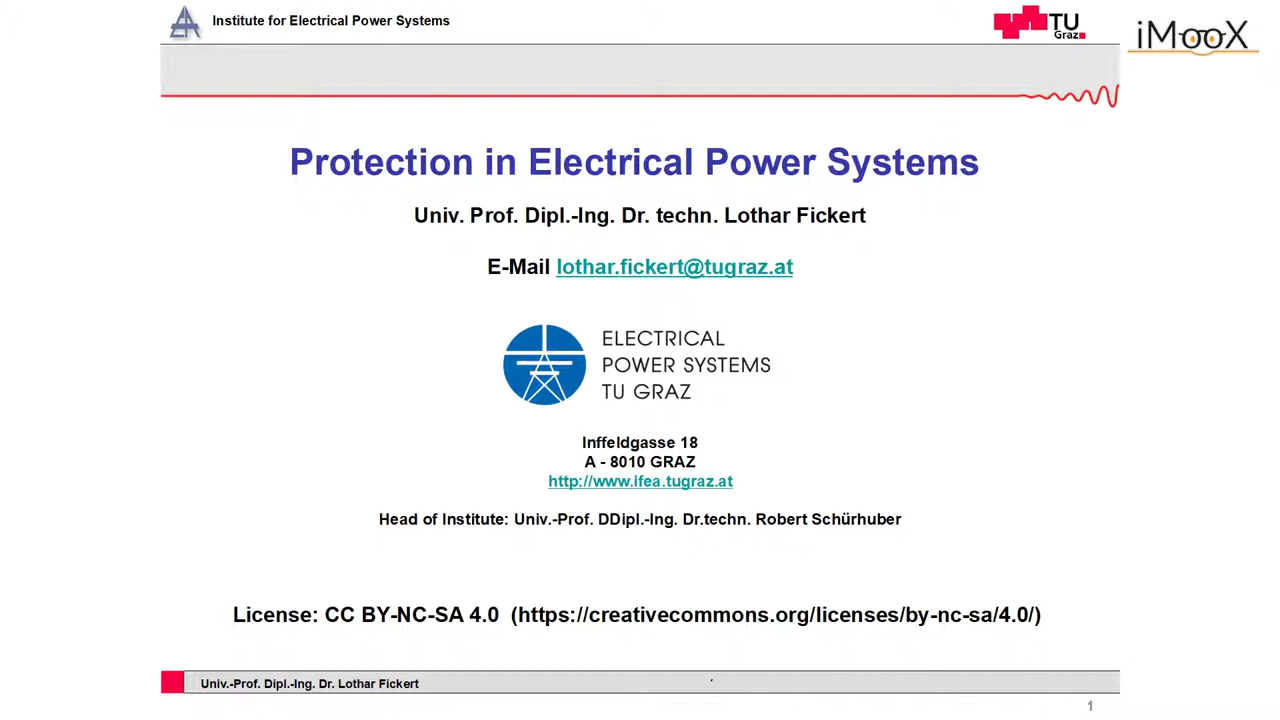 Institute for Electrical Power Systems
TU
Graz
iMooX
Protection in Electrical Power Systems
Univ. Prof. Dipl.-Ing. Dr. techn. Lothar Fickert
E-Mail lothar.fickert@tugraz.at
ELECTRICAL
POWER SYSTEMS
TU GRAZ
Inffeldgasse 18
A - 8010 GRAZ
http://www.ifea.tugraz.at
Head of Institute: Univ.-Prof. DDipl.-Ing. Dr.techn. Robert Schürhuber
License: CC BY-NC-SA 4.0 (https://creativecommons.org/licenses/by-nc-sa/4.0/)
Univ.-Prof. Dipl.-Ing. Dr. Lothar Fickert
1